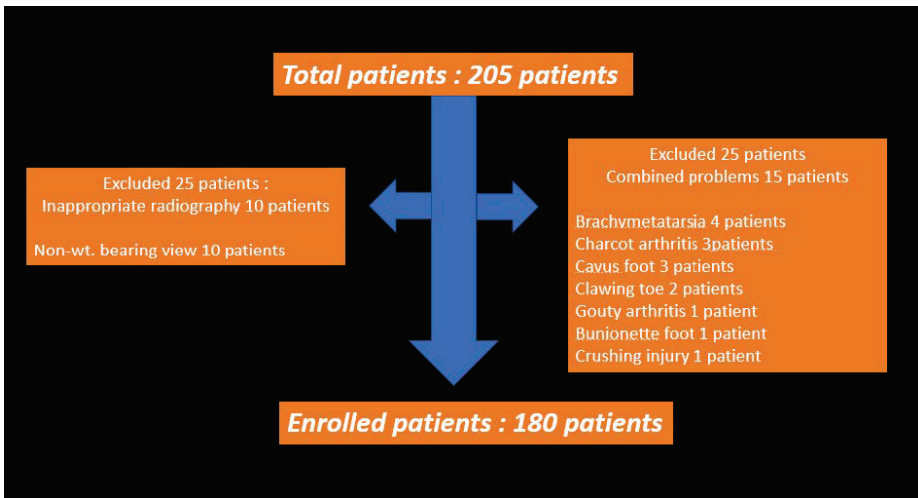 Total patients : 205 patients
Excluded 25 patients :
Inappropriate radiography 10 patients
Non-wt. bearing view 10 patients
Excluded 25 patients
Combined problems 15 patients
Brachymetatarsia 4 patients
Charcot arthritis 3patients
Cavus foot 3 patients
Clawing toe 2 patients
Gouty arthritis 1 patient
Bunionette foot 1 patient
Crushing injury 1 patient
Enrolled patients : 180 patients